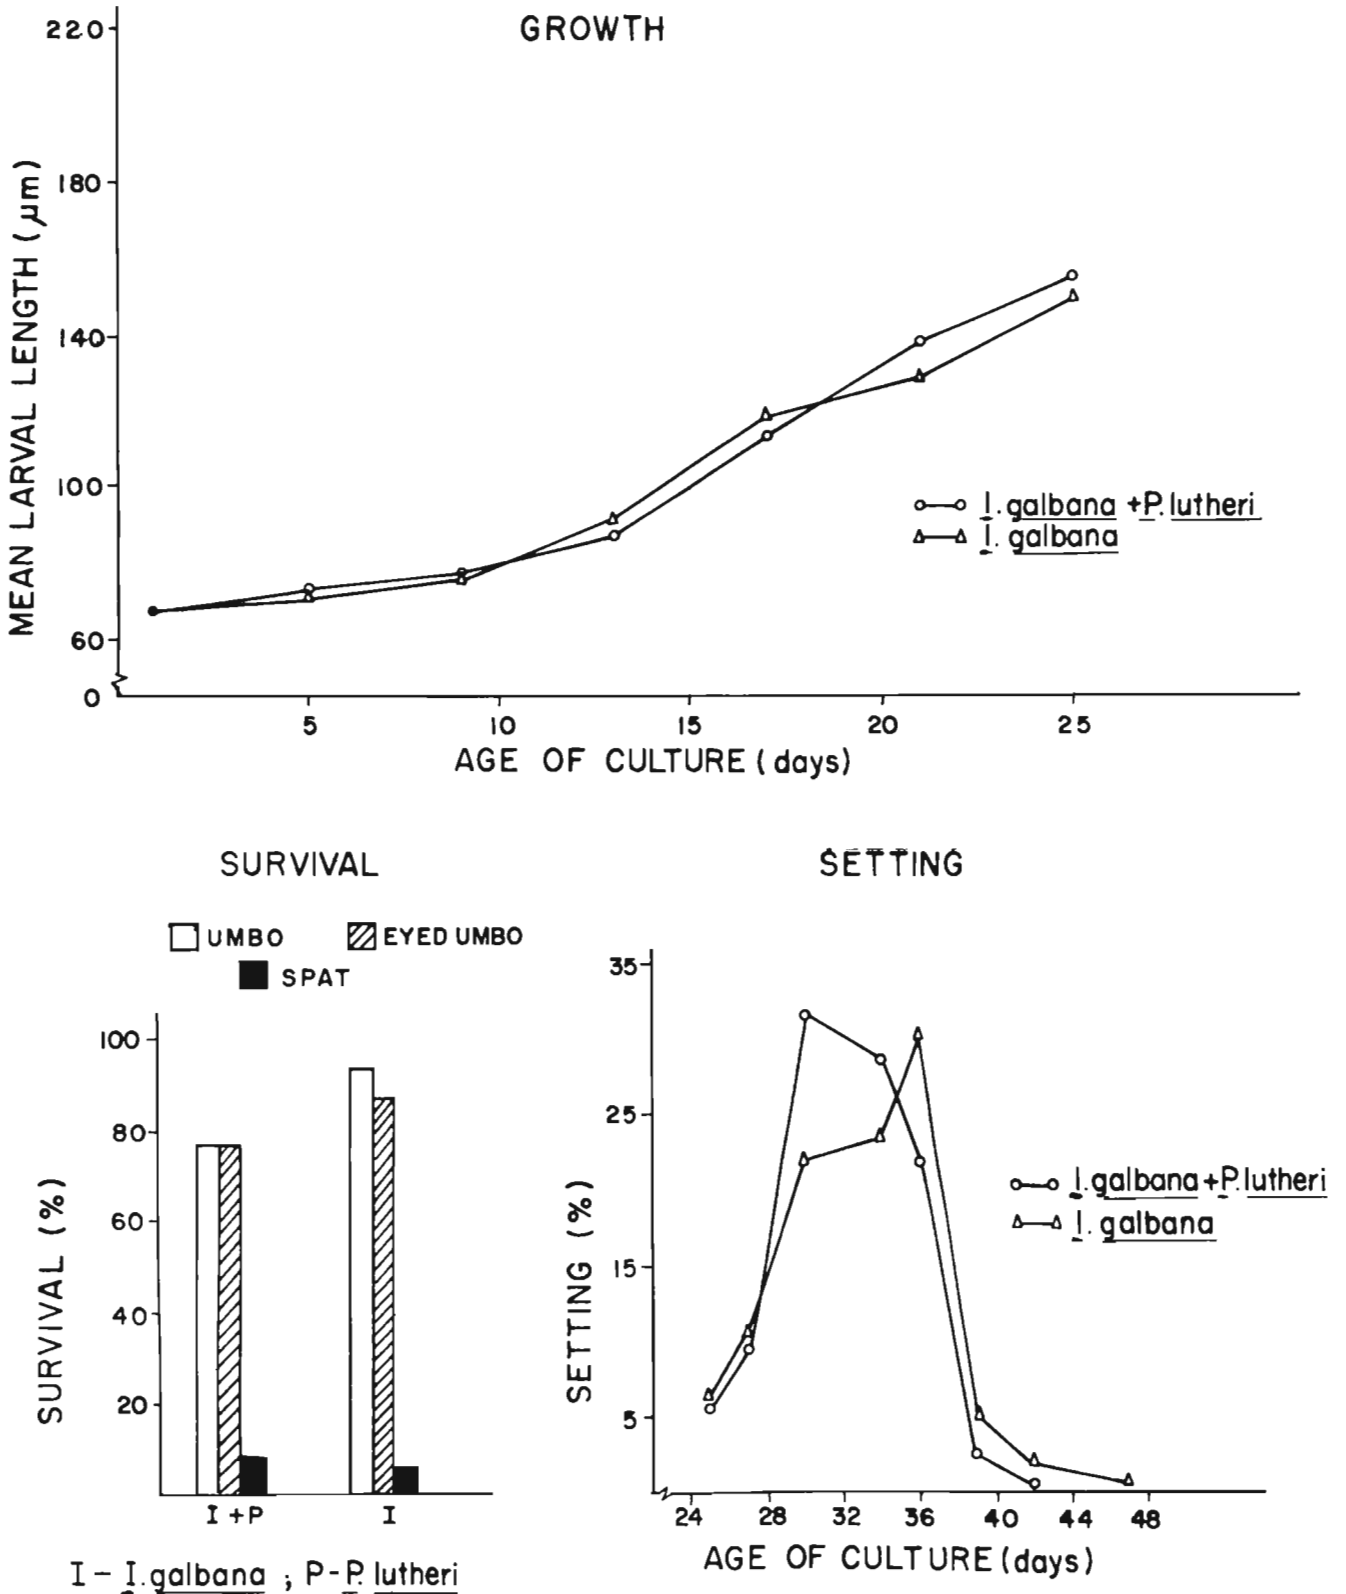 GROWTH
220
180
140
100
60
0
MEAN LARVAL LENGTH (µm)
I. galbana + P. lutheri
I. galbana
5 10 15 20 25
AGE OF CULTURE (days)
SURVIVAL
UMBO EYED UMBO
SPAT
100
80
60
40
20
SURVIVAL (%)
I + P I
I - I. galbana ; P - P. lutheri
SETTING
35
25
15
5
SETTING (%)
I. galbana + P. lutheri
I. galbana
24 28 32 36 40 44 48
AGE OF CULTURE (days)